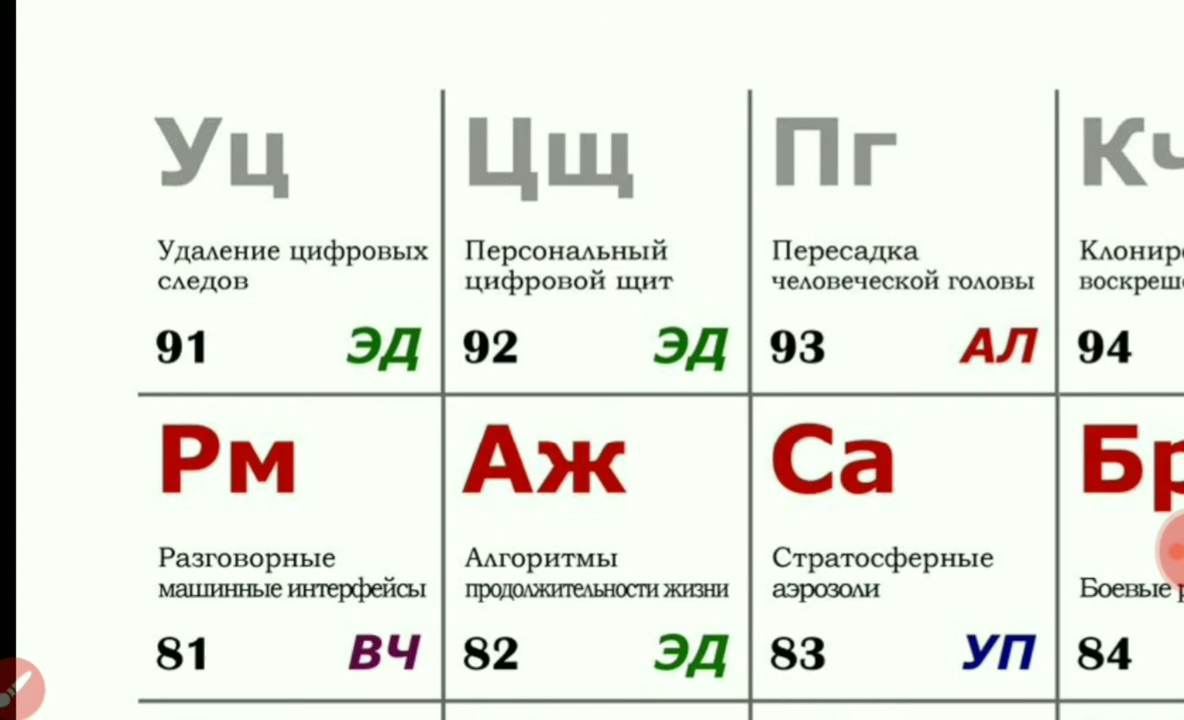 Уц Цщ Пг
Удаление цифровых Персональный Пересадка
следов цифровой щит человеческой головы
91 ЭД 92 ЭД 93 АЛ 94
Рм Аж Са
Разговорные Алгоритмы Стратосферные
машинные интерфейсы продолжительности жизни аэрозоли Боевые
81 ВЧ 82 ЭД 83 УП 84